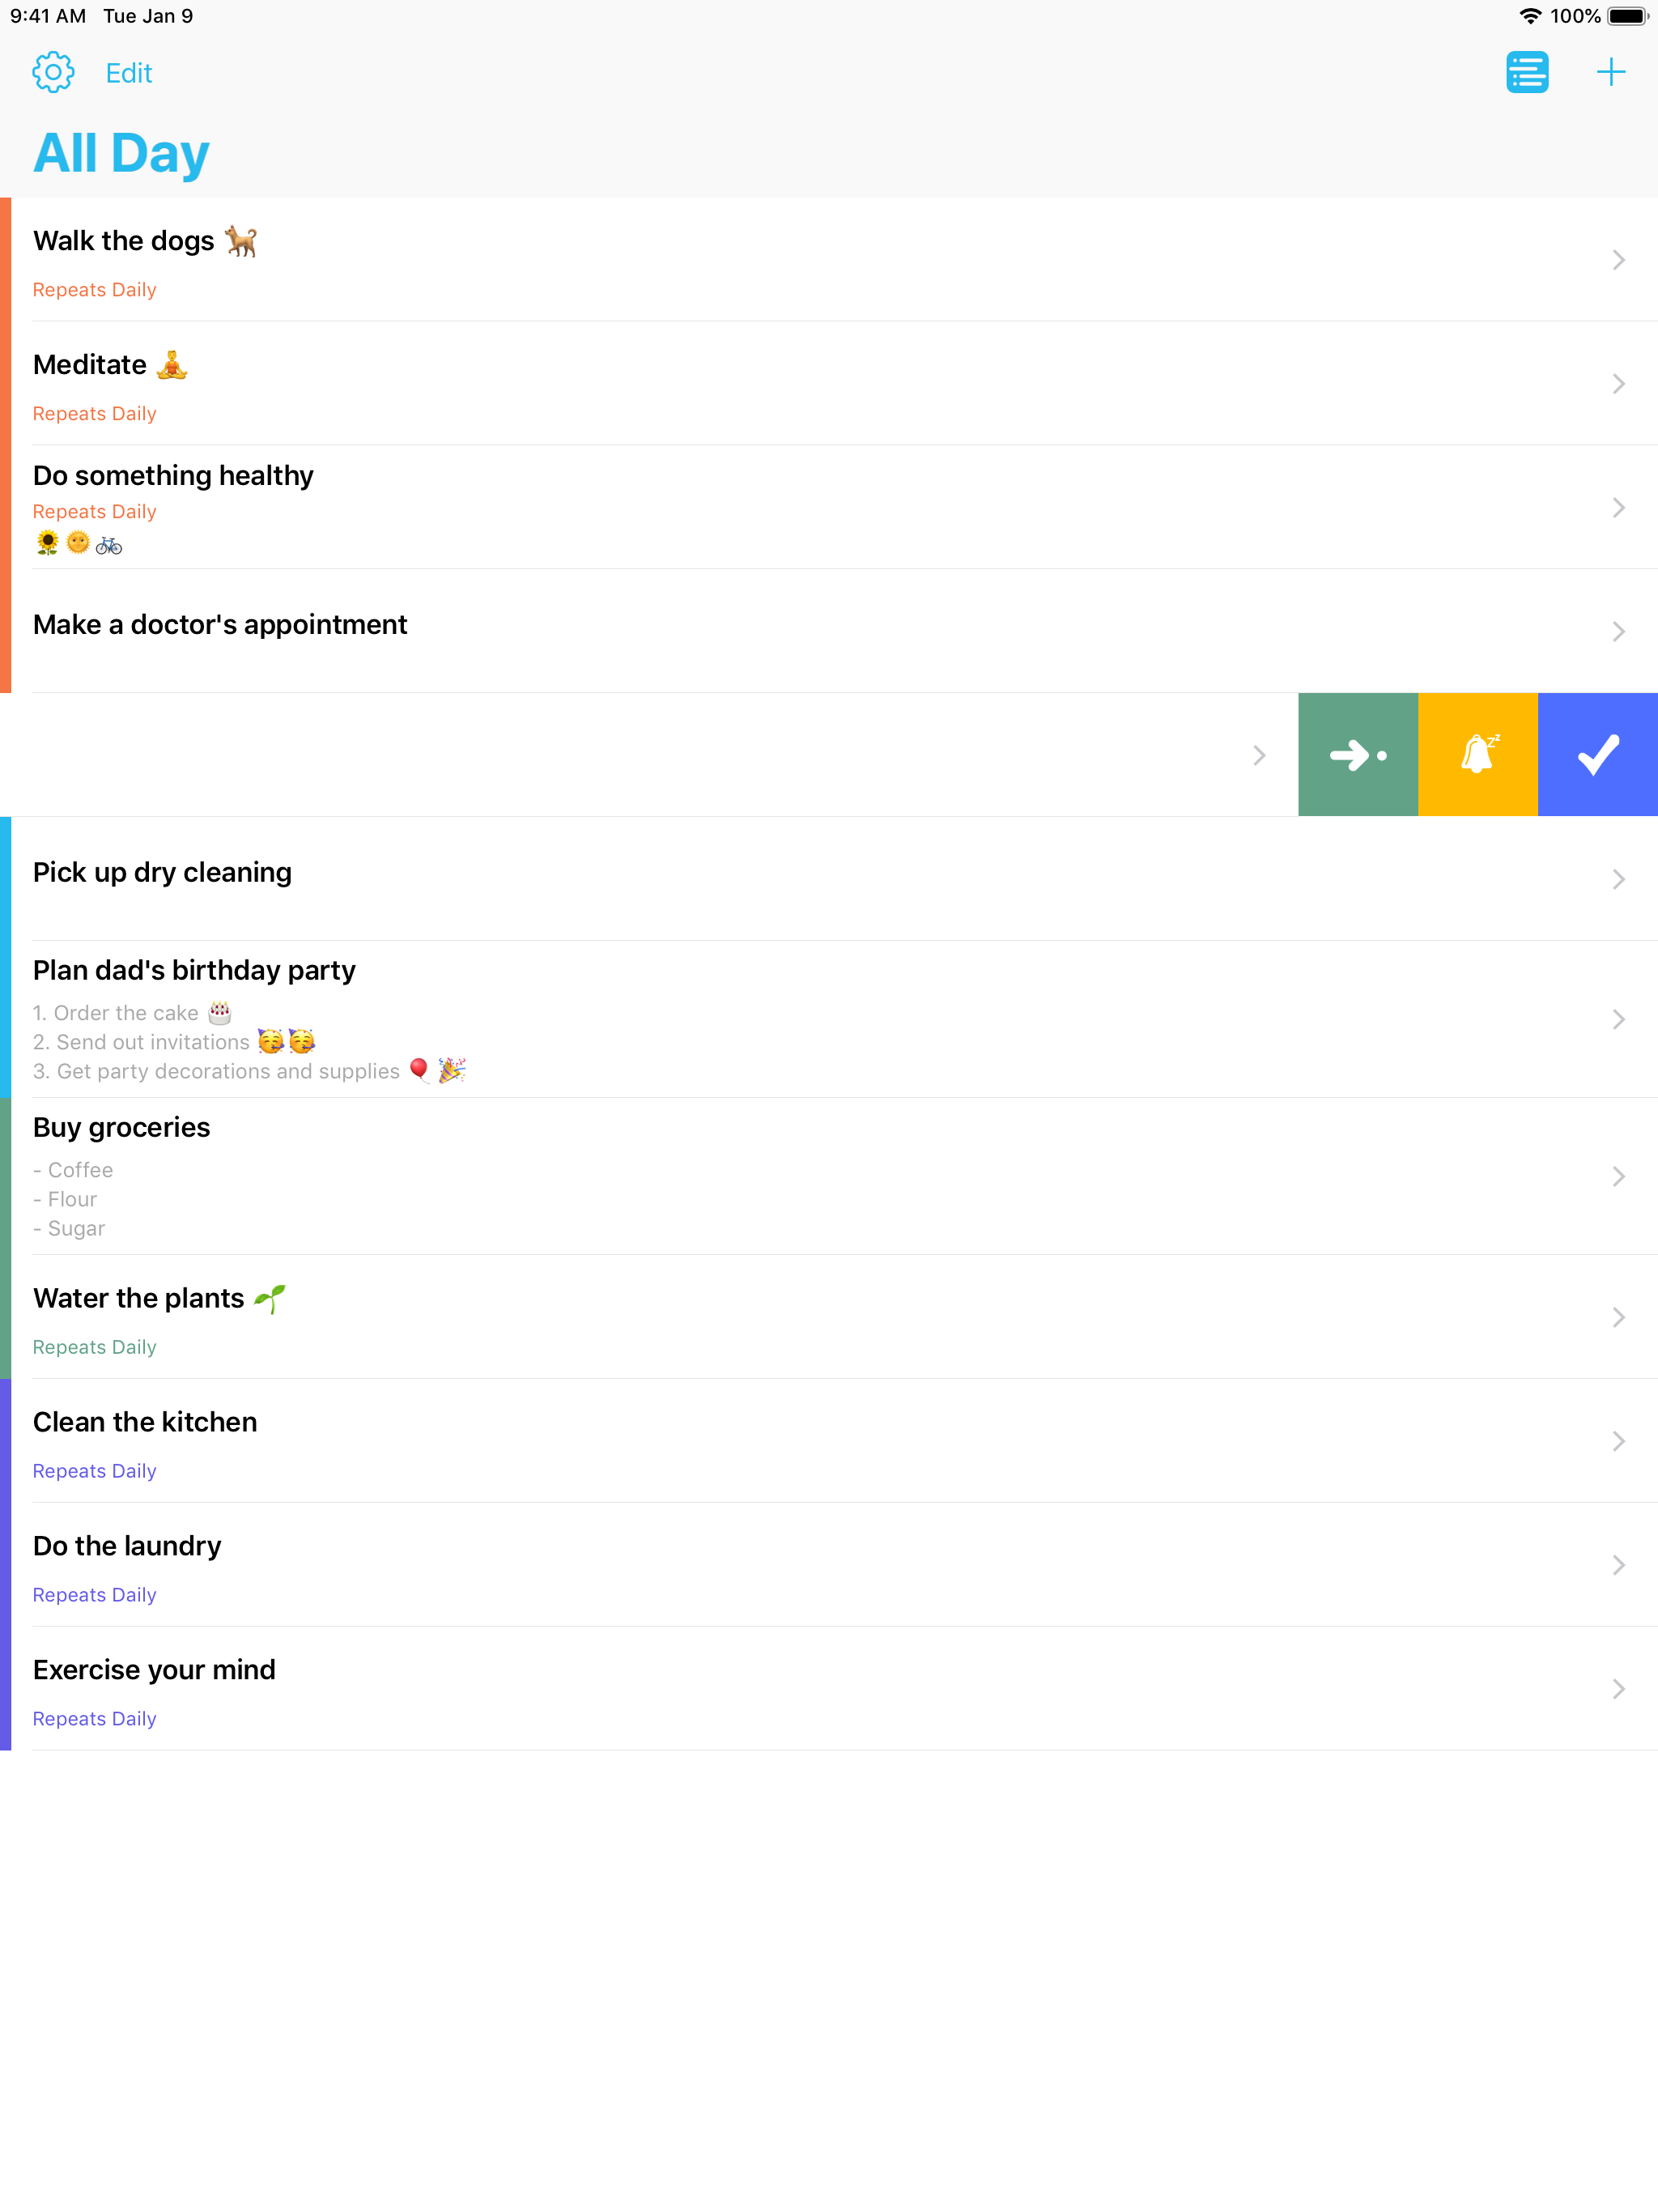 9:41 AM Tue Jan 9 100%
Edit
All Day
Walk the dogs 🐕
Repeats Daily
Meditate 🧘
Repeats Daily
Do something healthy
Repeats Daily
🌻🌞🚲
Make a doctor's appointment
zz
Pick up dry cleaning
Plan dad's birthday party
1. Order the cake 🎂
2. Send out invitations 🥳🥳
3. Get party decorations and supplies 🎈🎉
Buy groceries
- Coffee
- Flour
- Sugar
Water the plants 🌱
Repeats Daily
Clean the kitchen
Repeats Daily
Do the laundry
Repeats Daily
Exercise your mind
Repeats Daily